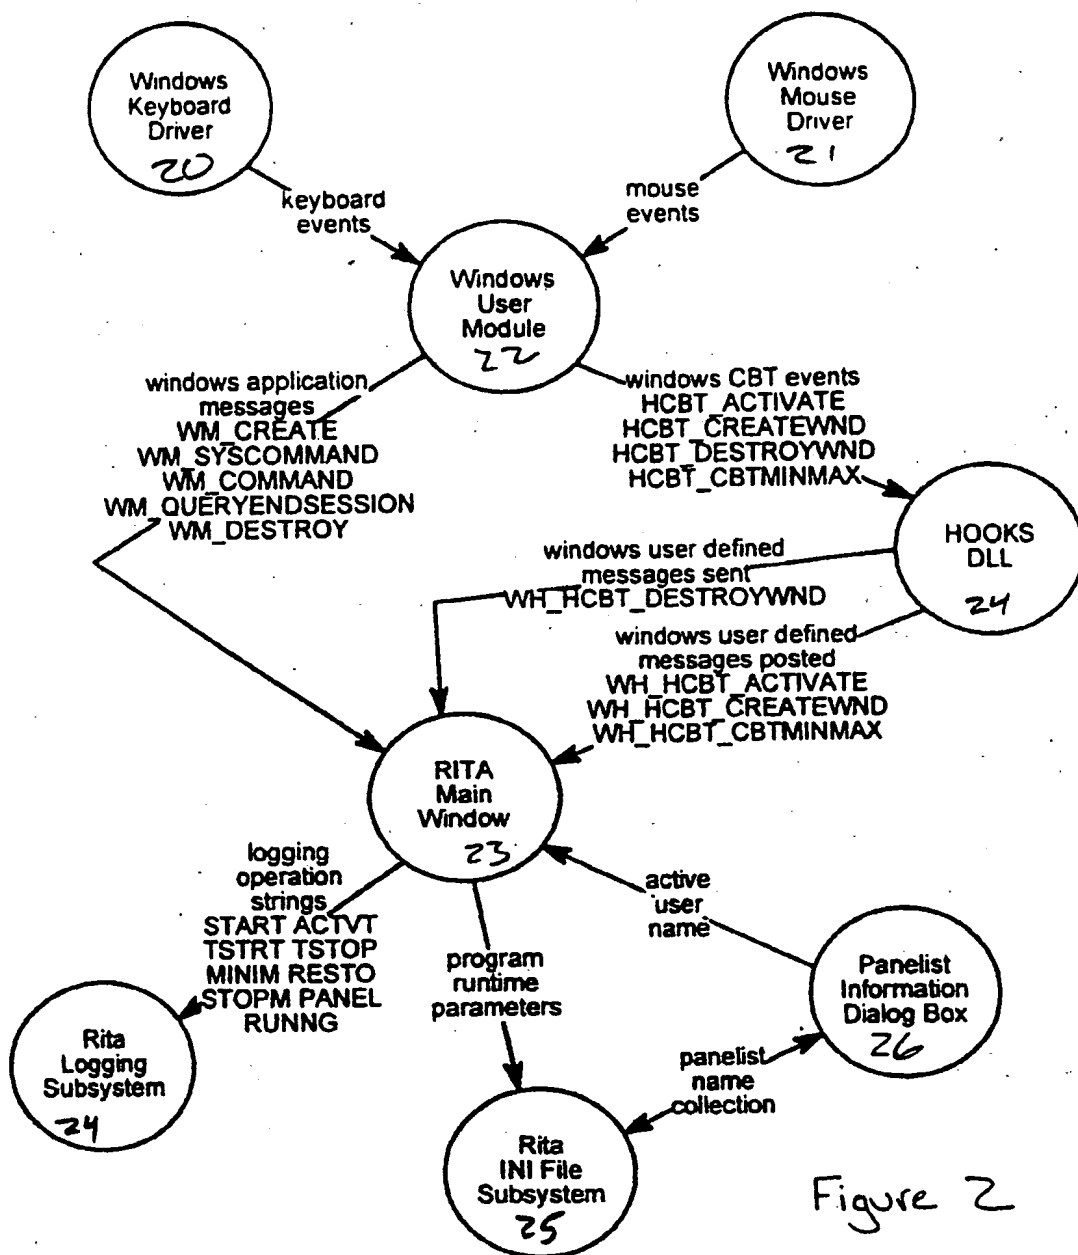 Windows
Keyboard
Driver
20
Windows
Mouse
Driver
21
keyboard
events
mouse
events
Windows
User
Module
22
windows application
messages
WM_CREATE
WM_SYSCOMMAND
WM_COMMAND
WM_QUERYENDSESSION
WM_DESTROY
windows CBT events
HCBT_ACTIVATE
HCBT_CREATEWND
HCBT_DESTROYWND
HCBT_CBTMINMAX
HOOKS
DLL
24
windows user defined
messages sent
WH_HCBT_DESTROYWND
windows user defined
messages posted
WH_HCBT_ACTIVATE
WH_HCBT_CREATEWND
WH_HCBT_CBTMINMAX
RITA
Main
Window
23
logging
operation
strings
START ACTVT
TSTRT TSTOP
MINIM RESTO
STOPM PANEL
RUNNG
program
runtime
parameters
active
user
name
Panelist
Information
Dialog Box
26
Rita
Logging
Subsystem
24
panelist
name
collection
Rita
INI File
Subsystem
25
Figure 2